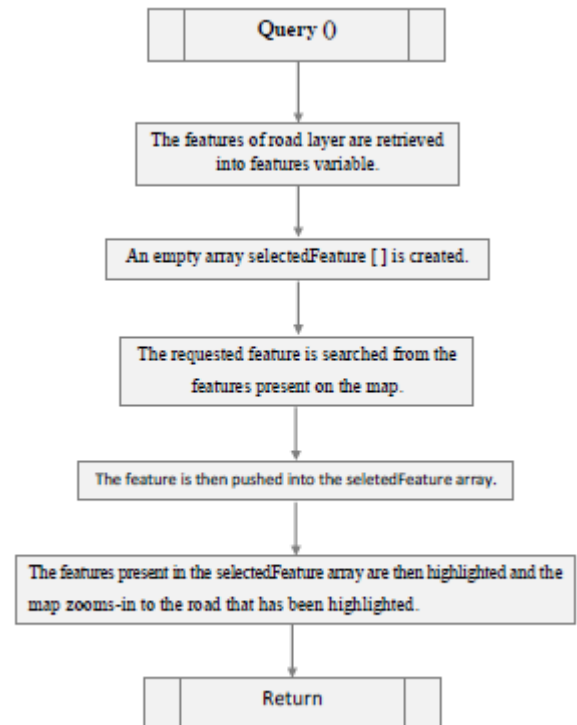 Query ()
The features of road layer are retrieved
into features variable.
An empty array selectedFeature [ ] is created.
The requested feature is searched from the
features present on the map.
The feature is then pushed into the seletedFeature array.
The features present in the selectedFeature array are then highlighted and the
map zooms-in to the road that has been highlighted.
Return